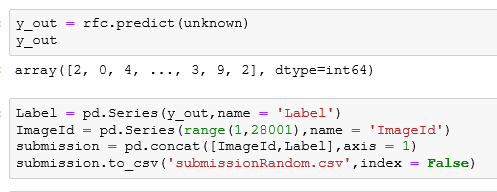 y_out = rfc.predict(unknown)
y_out
array([2, 0, 4, ..., 3, 9, 2], dtype=int64)
Label = pd.Series(y_out,name = 'Label')
ImageId = pd.Series(range(1,28001),name = 'ImageId')
submission = pd.concat([ImageId,Label],axis = 1)
submission.to_csv('submissionRandom.csv',index = False)